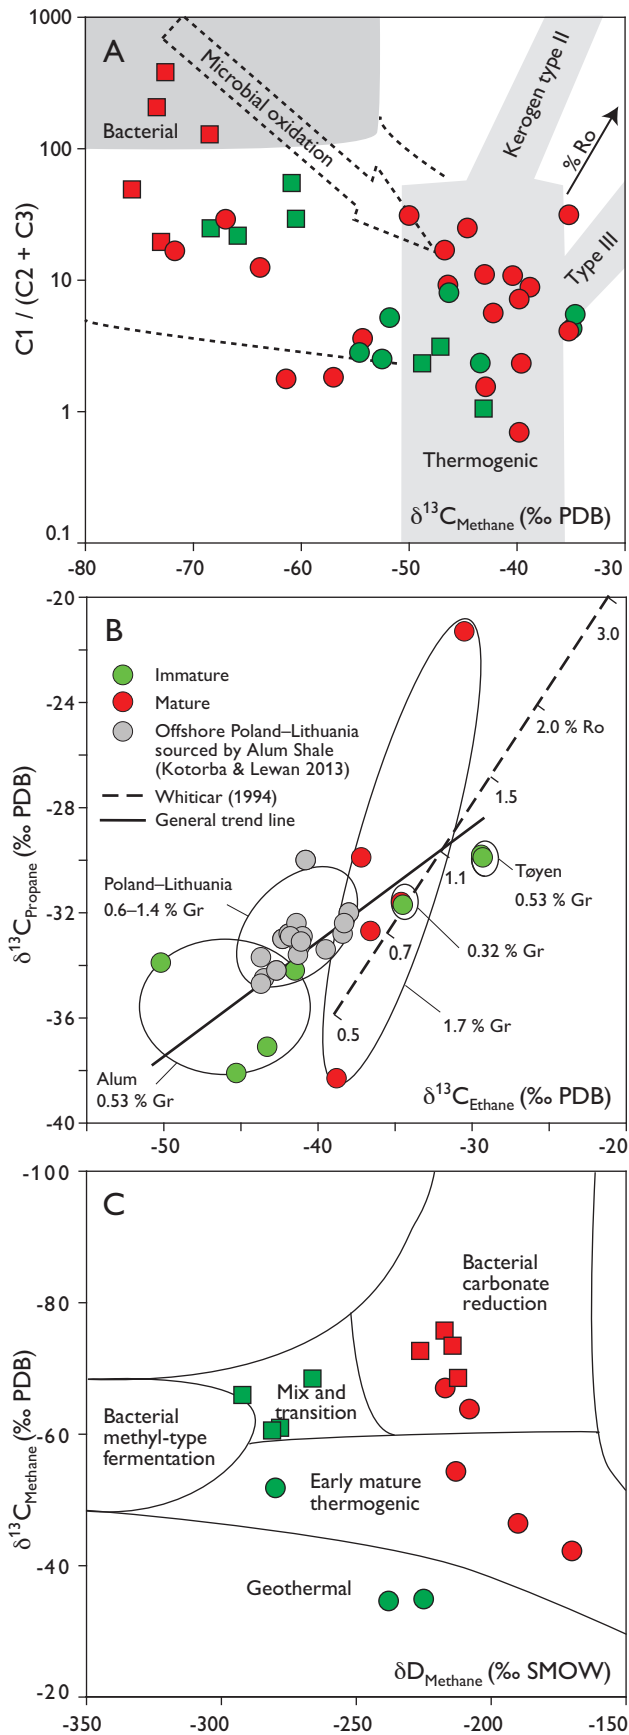 1000
A
Microbial oxidation
Kerogen type II
Bacterial
% Ro
100
Type III
C1 / (C2 + C3)
10
1
Thermogenic
δ13CMethane (‰ PDB)
0.1
-80
-70
-60
-50
-40
-30
-20
B
3.0
Immature
Mature
-24
2.0 % Ro
Offshore Poland–Lithuania
sourced by Alum Shale
(Kotorba & Lewan 2013)
Whiticar (1994)
1.5
-28
General trend line
δ13CPropane (‰ PDB)
Poland–Lithuania
0.6–1.4 % Gr
Tøyen
0.53 % Gr
1.1
-32
0.7
0.32 % Gr
0.5
1.7 % Gr
-36
Alum
0.53 % Gr
δ13CEthane (‰ PDB)
-40
-50
-40
-30
-20
-100
C
Bacterial
carbonate
reduction
-80
δ13CMethane (‰ PDB)
Mix and
transition
Bacterial
methyl-type
fermentation
-60
Early mature
thermogenic
-40
Geothermal
δDMethane (‰ SMOW)
-20
-350
-300
-250
-200
-150